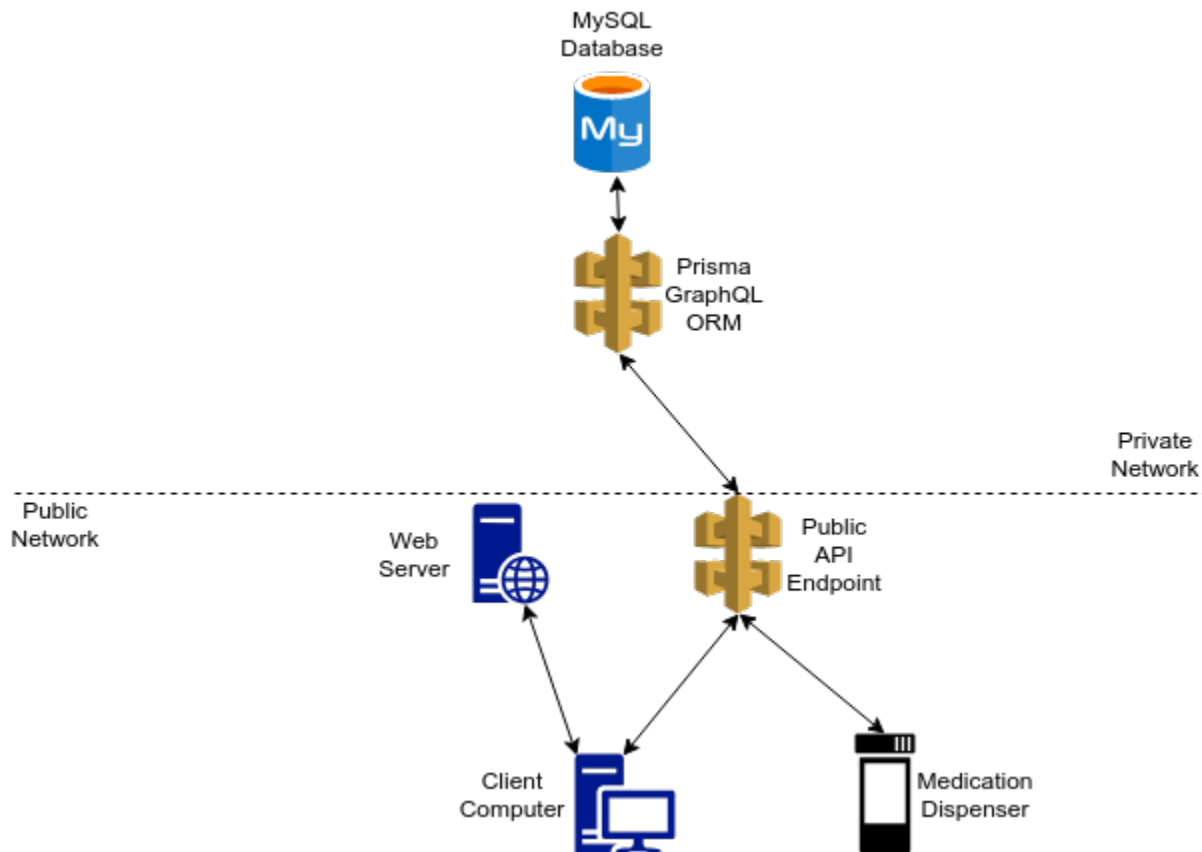 MySQL
Database
My
Prisma
GraphQL
ORM
Private
Network
Public
Network
Web
Server
Public
API
Endpoint
Client
Computer
Medication
Dispenser